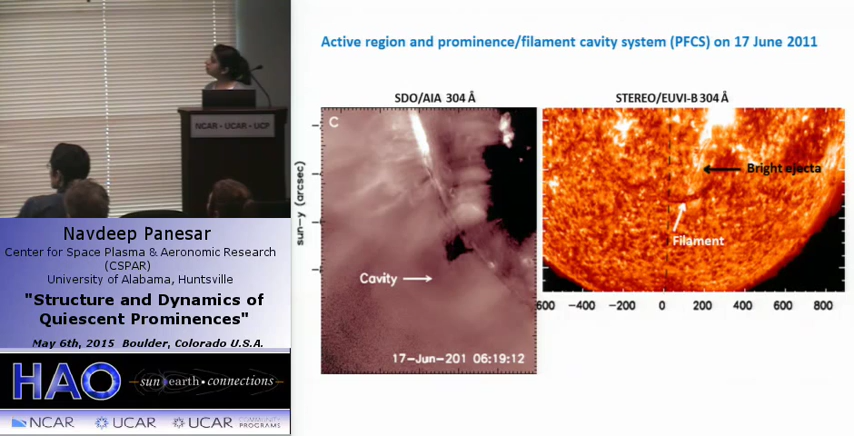 Active region and prominence/filament cavity system (PFCS) on 17 June 2011
SDO/AIA 304 Å
STEREO/EUVI-B 304 Å
C
Bright ejecta
Filament
Cavity
sun-y (arcsec)
17-Jun-201 06:19:12
600 -400 -200 0 200 400 600 800
NCAR • UCAR • UCP
Navdeep Panesar
Center for Space Plasma & Aeronomic Research
(CSPAR)
University of Alabama, Huntsville
"Structure and Dynamics of
Quiescent Prominences"
May 6th, 2015 Boulder, Colorado U.S.A.
HAO
sun earth • connections
NCAR
UCAR
UCAR
COMMUNITY
PROGRAMS